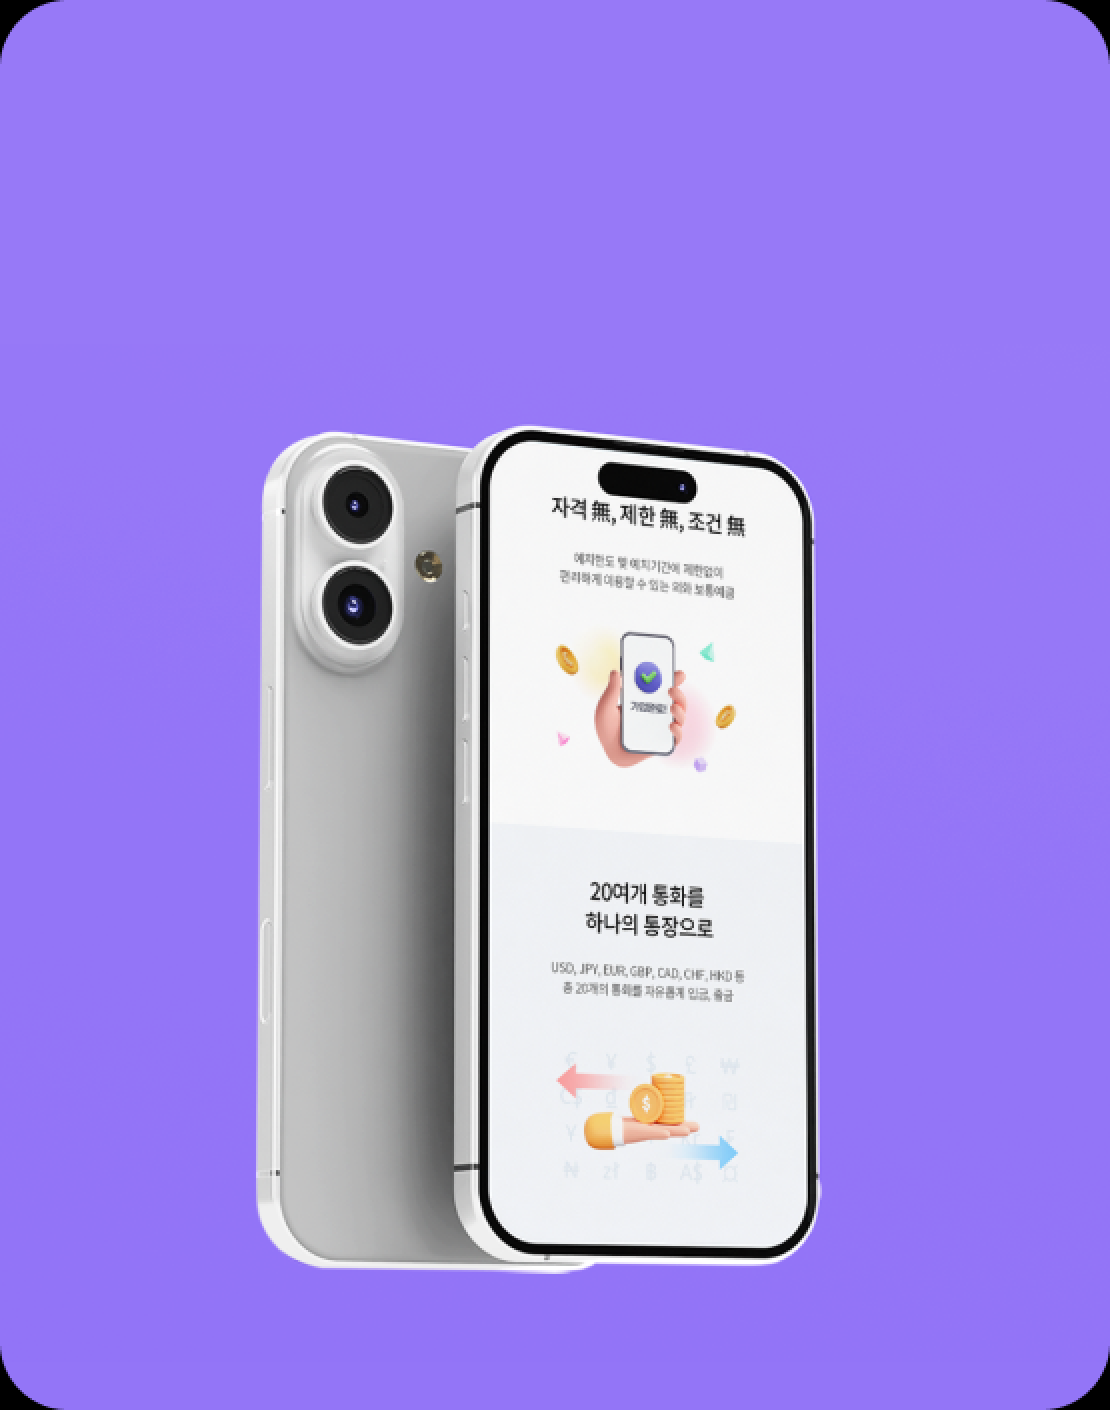 자격 無, 제한 無, 조건 無
예치한도 및 예치기간에 제한없이
편리하게 이용할 수 있는 외화 보통예금
가입완료!
20여개 통화를
하나의 통장으로
USD, JPY, EUR, GBP, CAD, CHF, HKD 등
총 20개의 통화를 자유롭게 입금, 출금
€ ¥ $ £ ₩
C$ ₫ ₪
¥ $ £
₦ zł ฿ A$ ¤